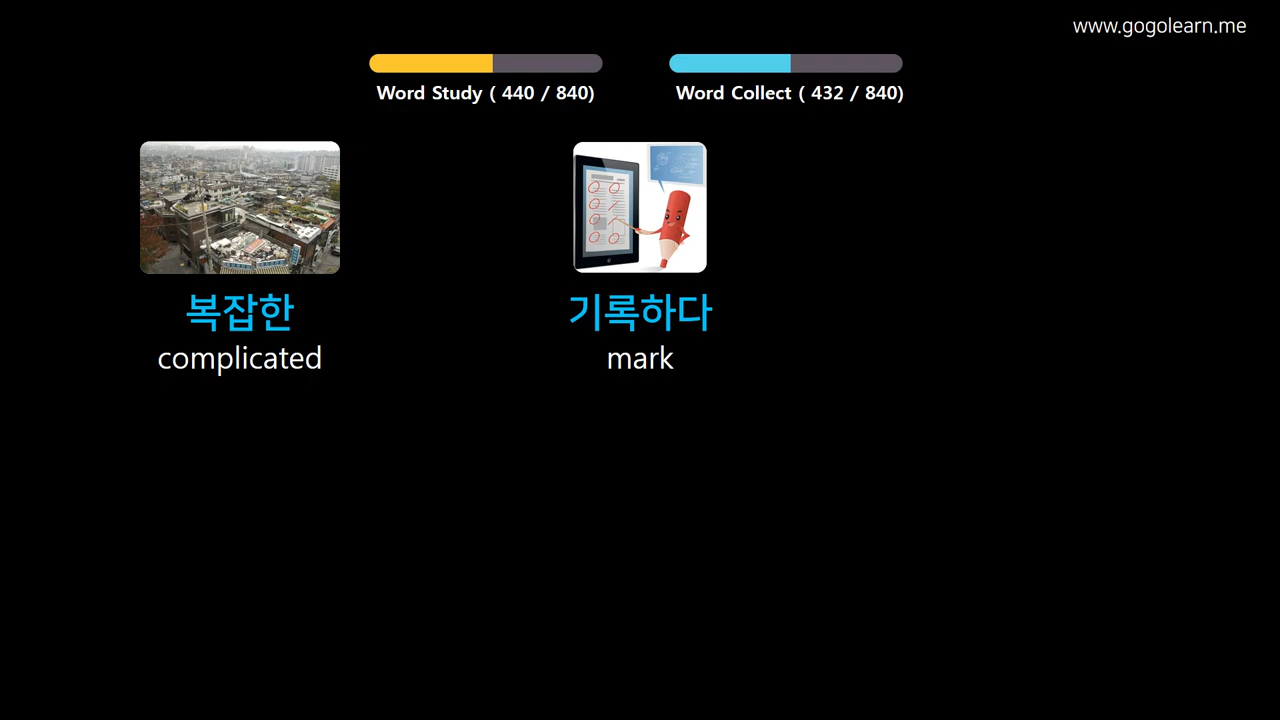 www.gogolearn.me
Word Study ( 440 / 840)
Word Collect ( 432 / 840)
복잡한
complicated
기록하다
mark